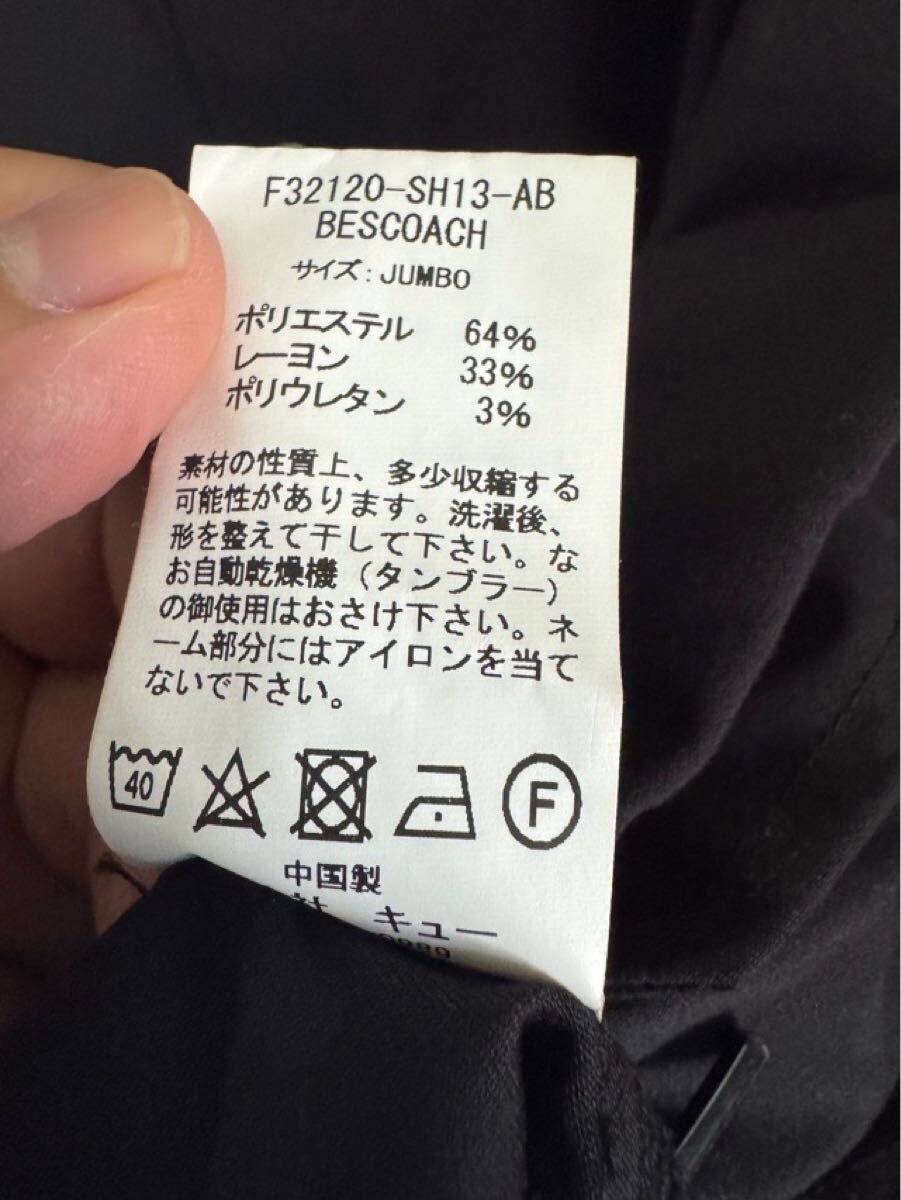 F32120-SH13-AB
BESCOACH
サイズ: JUMBO
ポリエステル 64%
レーヨン 33%
ポリウレタン 3%
素材の性質上、多少収縮する
可能性があります。洗濯後、
形を整えて干して下さい。な
お自動乾燥機（タンブラー）
の御使用はおさけ下さい。ネ
ーム部分にはアイロンを当て
ないで下さい。
40
F
中国製
キュー